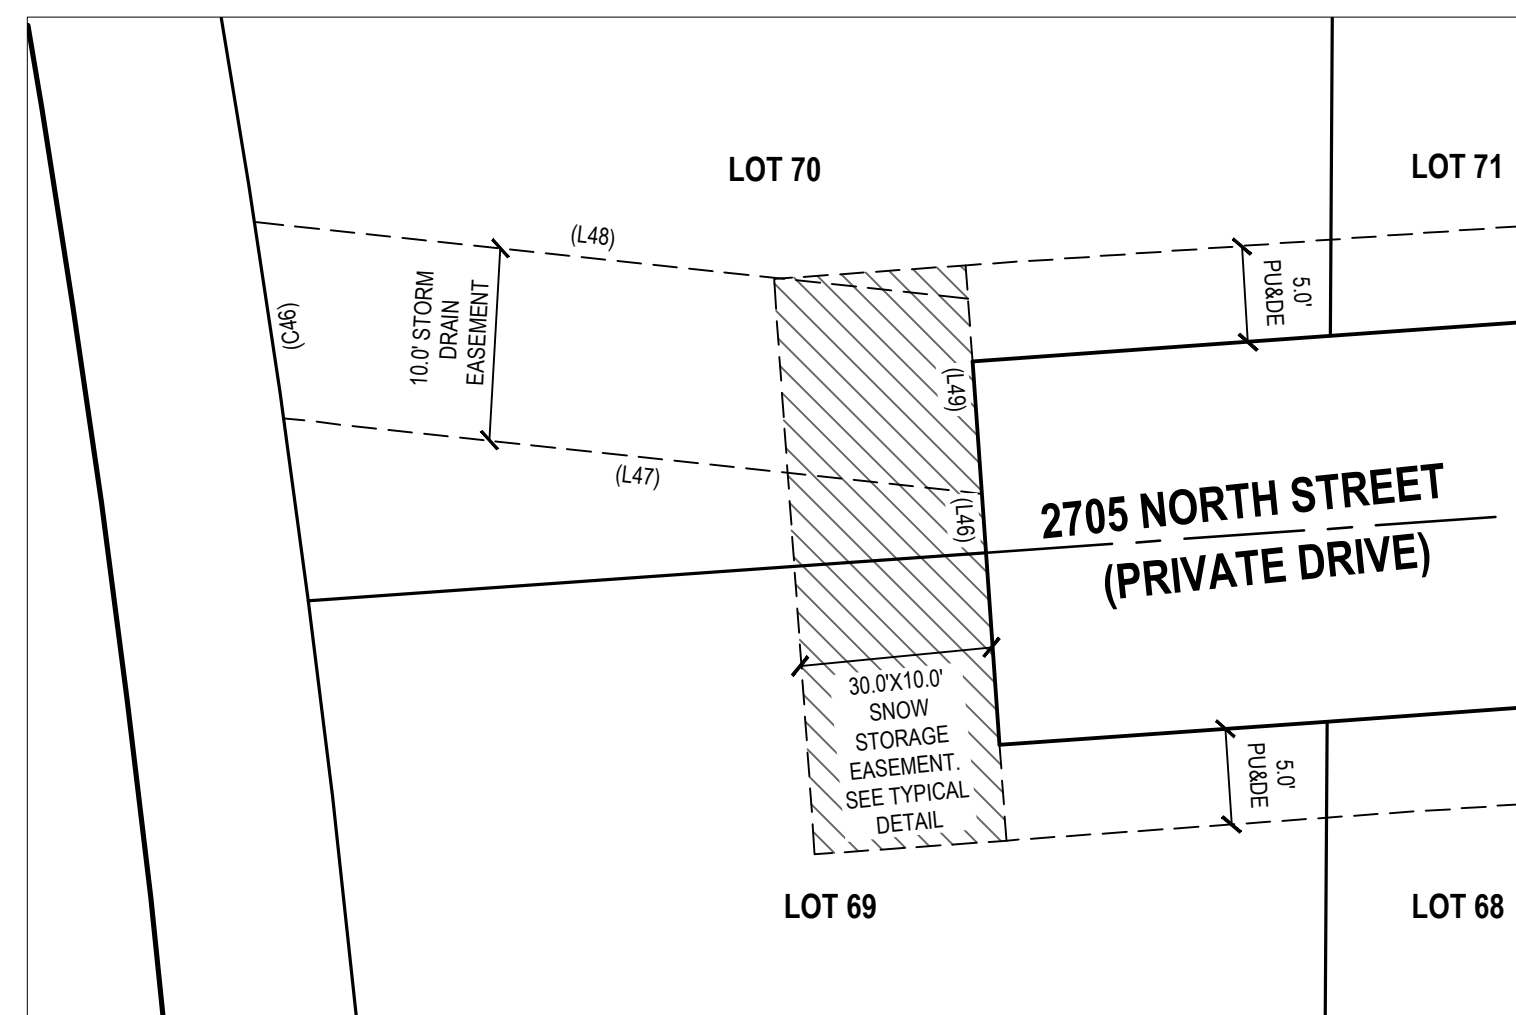 LOT 70
LOT 71
(L48)
10.0' STORM
DRAIN
EASEMENT
(C46)
5.0'
PU&DE
(L49)
(L47)
(L46)
2705 NORTH STREET
(PRIVATE DRIVE)
30.0'X10.0'
SNOW
STORAGE
EASEMENT.
SEE TYPICAL
DETAIL
5.0'
PU&DE
LOT 69
LOT 68